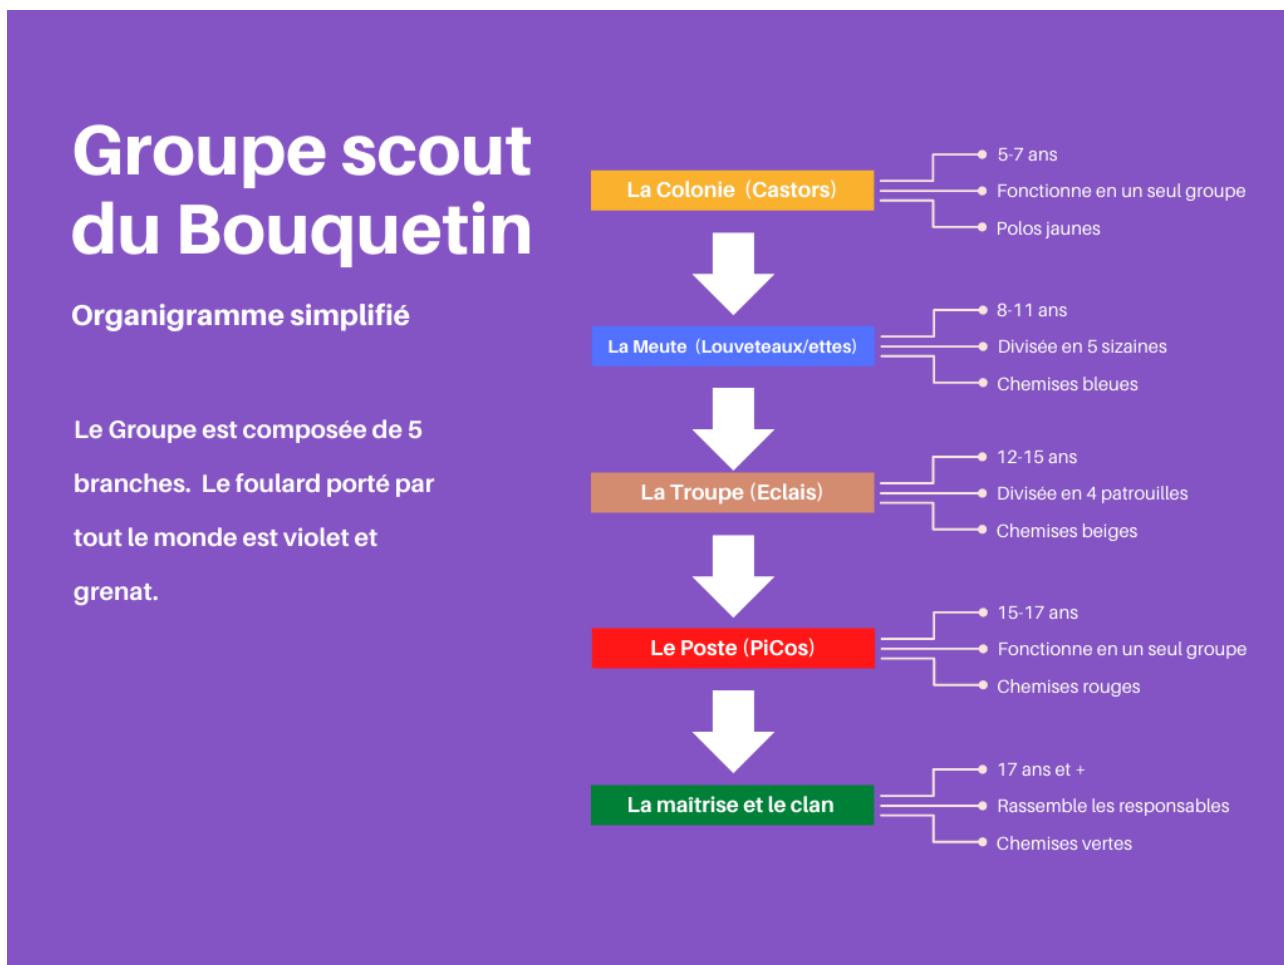 Groupe scout
du Bouquetin
Organigramme simplifié
Le Groupe est composée de 5
branches. Le foulard porté par
tout le monde est violet et
grenat.
La Colonie (Castors)
5-7 ans
Fonctionne en un seul groupe
Polos jaunes
La Meute (Louveteaux/ettes)
8-11 ans
Divisée en 5 sizaines
Chemises bleues
La Troupe (Eclais)
12-15 ans
Divisée en 4 patrouilles
Chemises beiges
Le Poste (PiCos)
15-17 ans
Fonctionne en un seul groupe
Chemises rouges
La maîtrise et le clan
17 ans et +
Rassemble les responsables
Chemises vertes